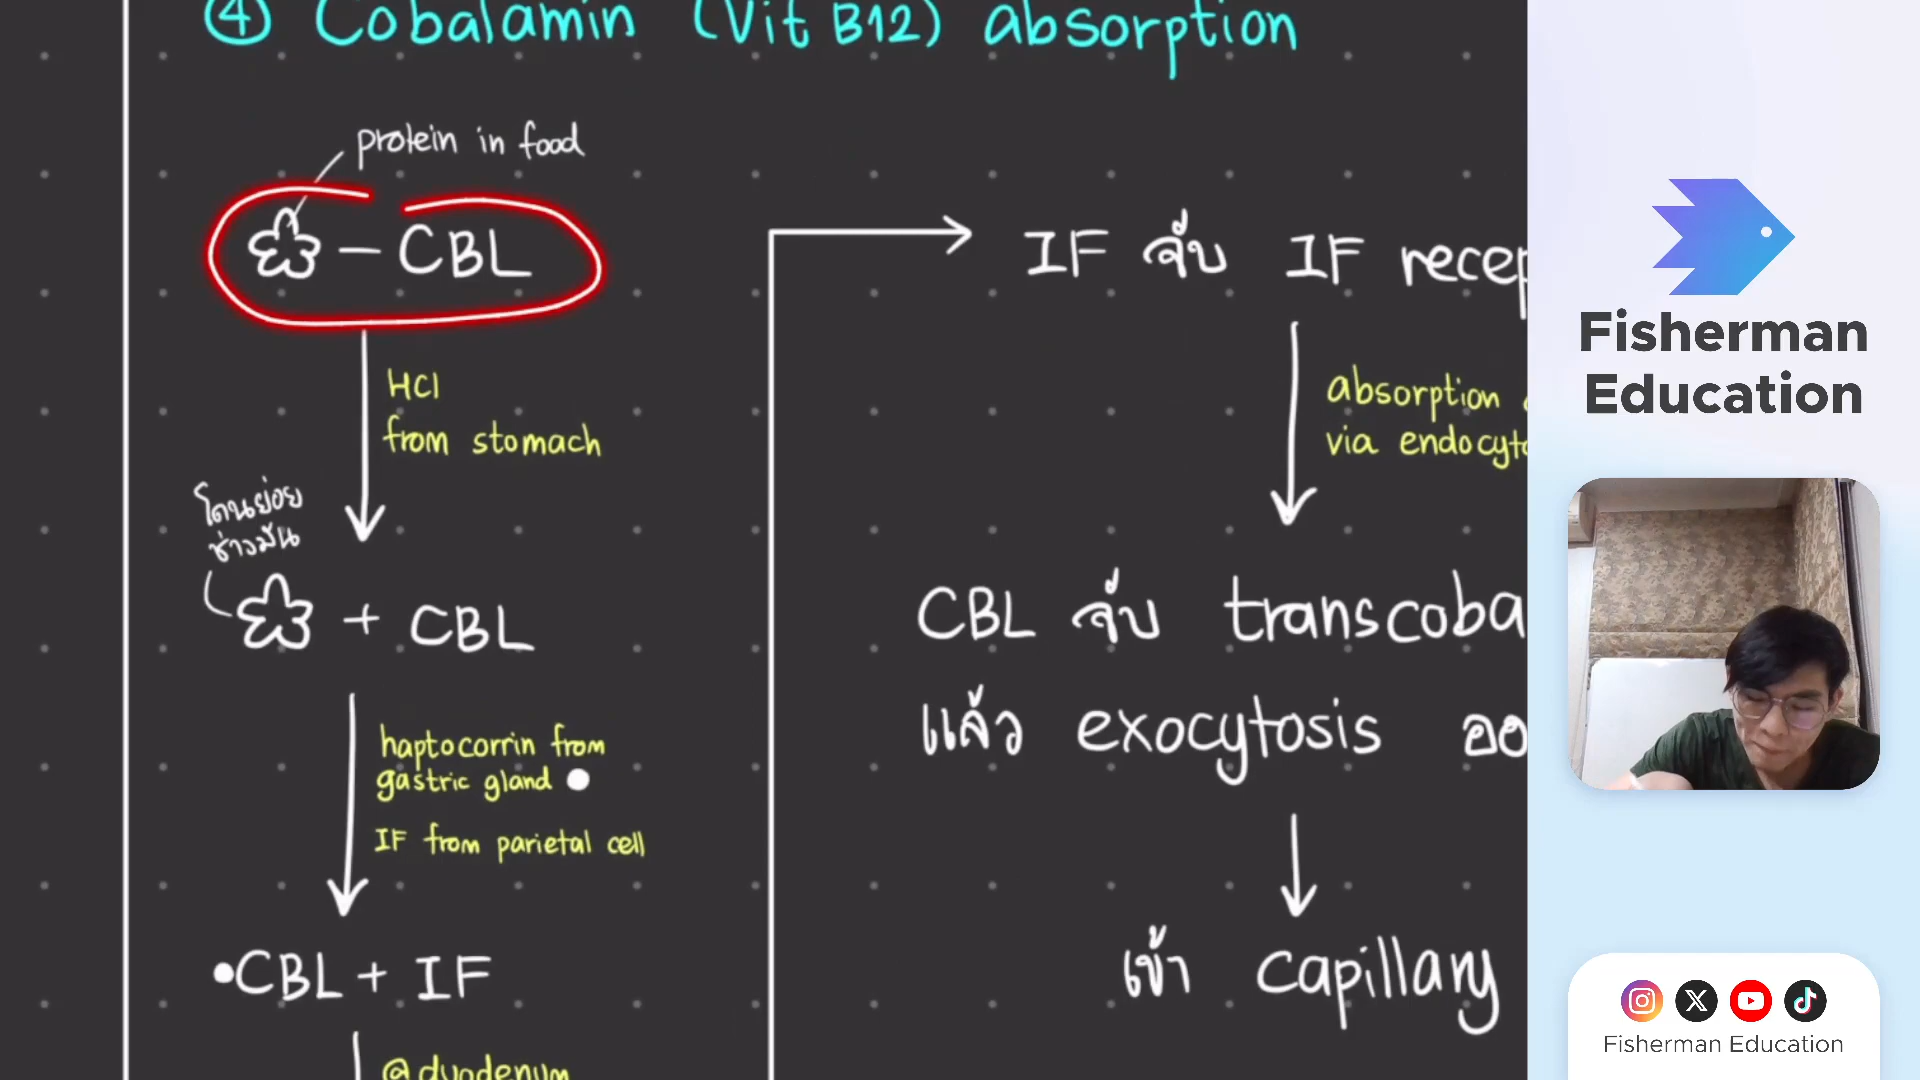 ④ Cobalamin (Vit B12) absorption
protein in food
- CBL
HCl
from stomach
โดนย่อย
ช่างมัน
+ CBL
haptocorrin from
gastric gland
IF from parietal cell
•CBL + IF
@duodenum
IF จับ IF recep
absorption
via endocyto
CBL จับ transcoba
แล้ว exocytosis ออ
เข้า capillary
Fisherman
Education
Fisherman Education